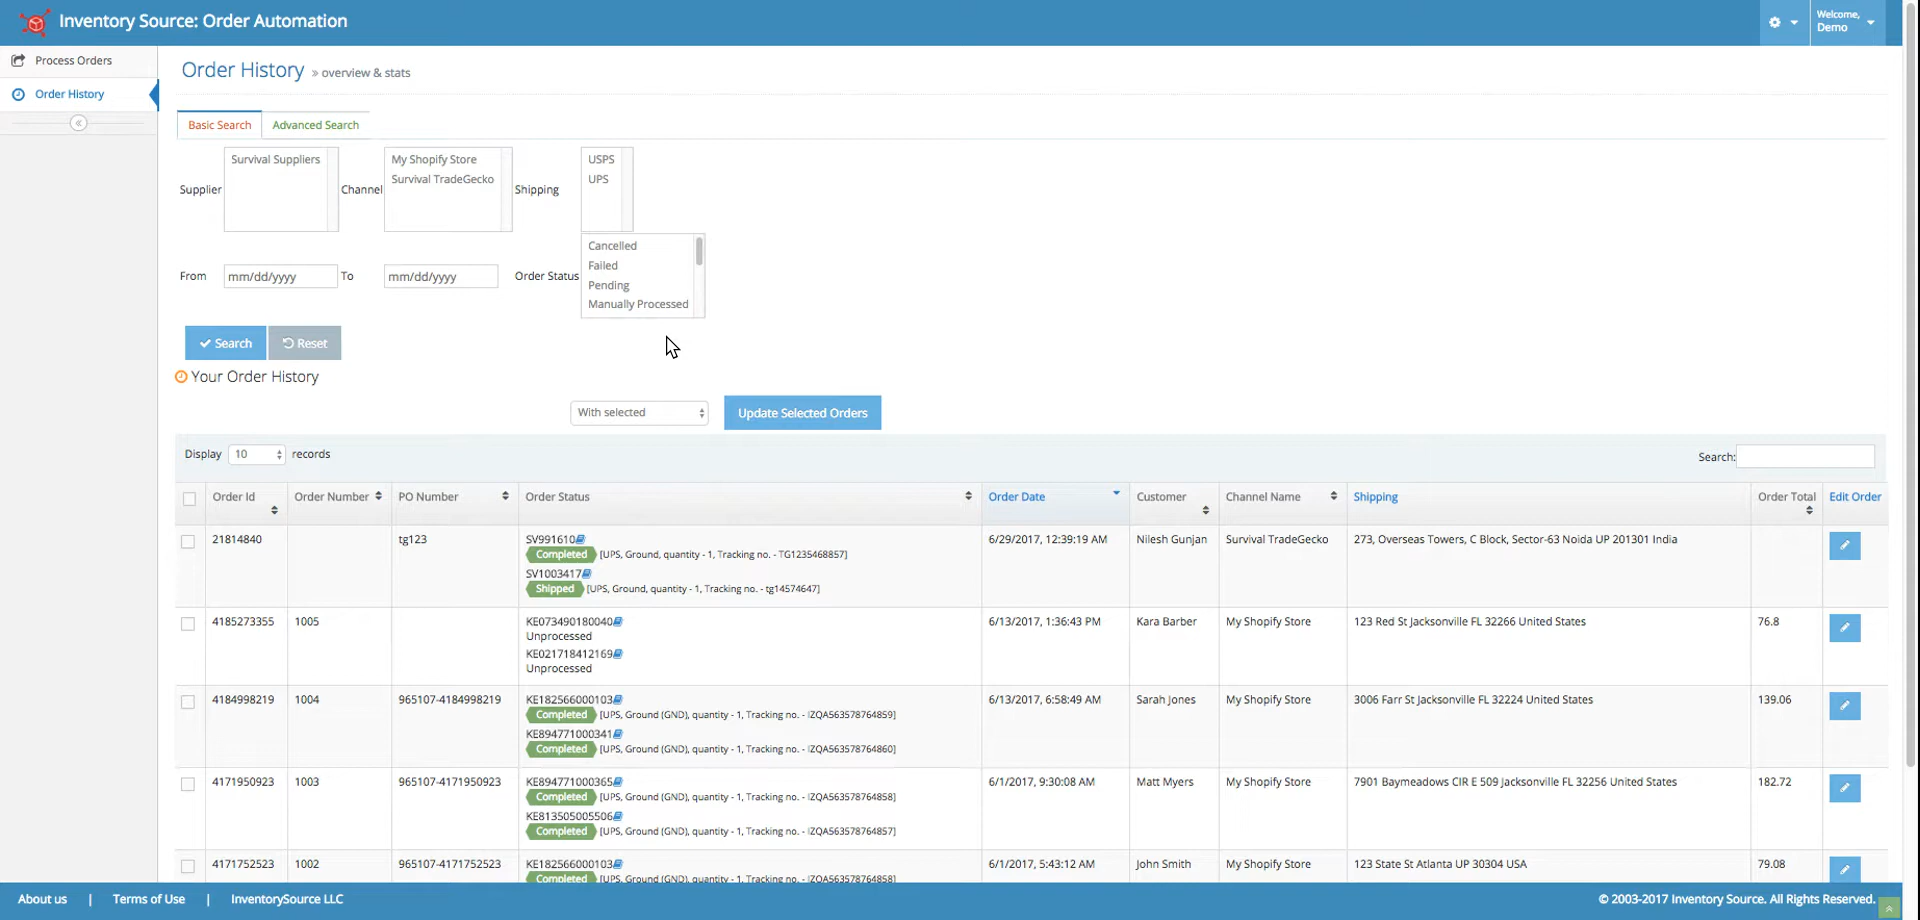 Inventory Source: Order Automation
Welcome,
Demo
Process Orders
Order History
Order History » overview & stats
Basic Search
Advanced Search
Supplier
Survival Suppliers
Channel
My Shopify Store
Survival TradeGecko
Shipping
USPS
UPS
From
mm/dd/yyyy
To
mm/dd/yyyy
Order Status
Cancelled
Failed
Pending
Manually Processed
Search
Reset
Your Order History
With selected
Update Selected Orders
Display 10 records
Search:
Order Id Order Number PO Number Order Status Order Date Customer Channel Name Shipping Order Total Edit Order
21814840 tg123 SV991610 6/29/2017, 12:39:19 AM Nilesh Gunjan Survival TradeGecko 273, Overseas Towers, C Block, Sector-63 Noida UP 201301 India
Completed [UPS, Ground, quantity - 1, Tracking no. - TG1235468857]
SV1003417
Shipped [UPS, Ground, quantity - 1, Tracking no. - tg14574647]
4185273355 1005 KE073490180040 6/13/2017, 1:36:43 PM Kara Barber My Shopify Store 123 Red St Jacksonville FL 32266 United States 76.8
Unprocessed
KE021718412169
Unprocessed
4184998219 1004 965107-4184998219 KE182566000103 6/13/2017, 6:58:49 AM Sarah Jones My Shopify Store 3006 Farr St Jacksonville FL 32224 United States 139.06
Completed [UPS, Ground (GND), quantity - 1, Tracking no. - IZQA563578764859]
KE894771000341
Completed [UPS, Ground (GND), quantity - 1, Tracking no. - IZQA563578764860]
4171950923 1003 965107-4171950923 KE894771000365 6/1/2017, 9:30:08 AM Matt Myers My Shopify Store 7901 Baymeadows CIR E 509 Jacksonville FL 32256 United States 182.72
Completed [UPS, Ground (GND), quantity - 1, Tracking no. - IZQA563578764858]
KE813505005506
Completed [UPS, Ground (GND), quantity - 1, Tracking no. - IZQA563578764857]
4171752523 1002 965107-4171752523 KE182566000103 6/1/2017, 5:43:12 AM John Smith My Shopify Store 123 State St Atlanta UP 30304 USA 79.08
Completed [UPS, Ground (GND), quantity - 1, Tracking no. - IZQA563578764858]
About us | Terms of Use | InventorySource LLC
© 2003-2017 Inventory Source. All Rights Reserved.